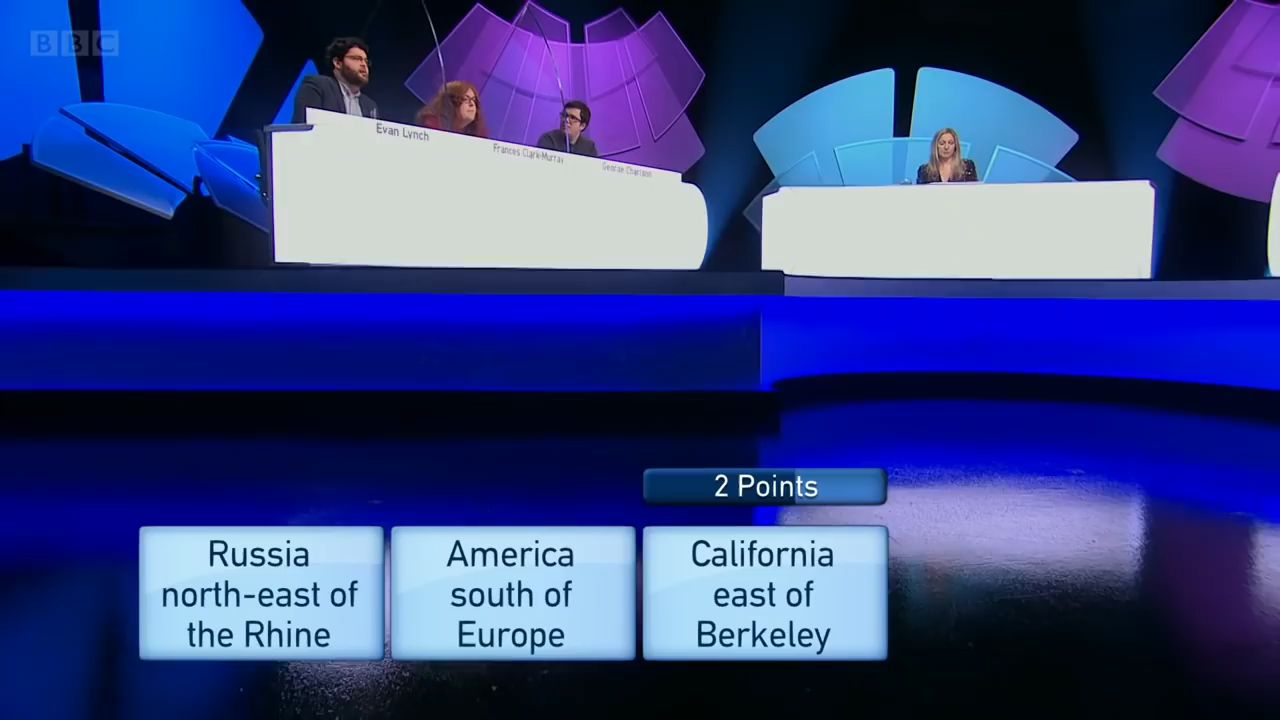 BBC
Evan Lynch
Frances Clark-Murray
George Charlson
2 Points
Russia
north-east of
the Rhine
America
south of
Europe
California
east of
Berkeley